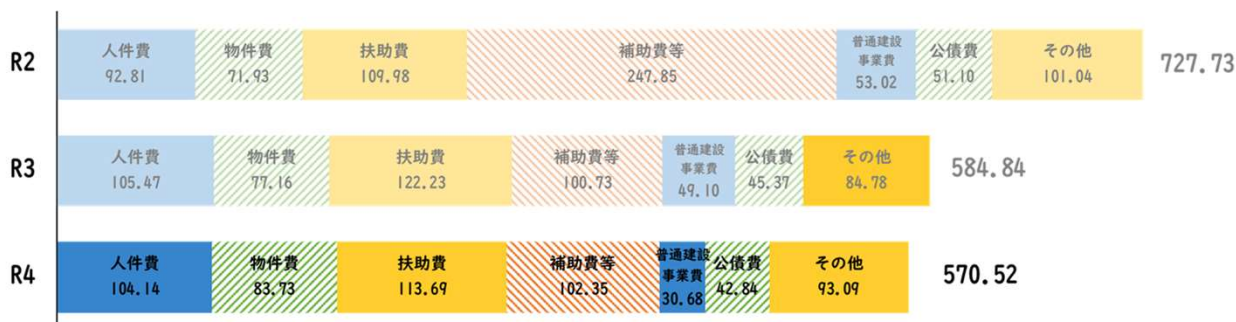 R2
人件費
92.81
物件費
71.93
扶助費
109.98
補助費等
247.85
普通建設
事業費
53.02
公債費
51.10
その他
101.04
727.73
R3
人件費
105.47
物件費
77.16
扶助費
122.23
補助費等
100.73
普通建設
事業費
49.10
公債費
45.37
その他
84.78
584.84
R4
人件費
104.14
物件費
83.73
扶助費
113.69
補助費等
102.35
普通建設
事業費
30.68
公債費
42.84
その他
93.09
570.52